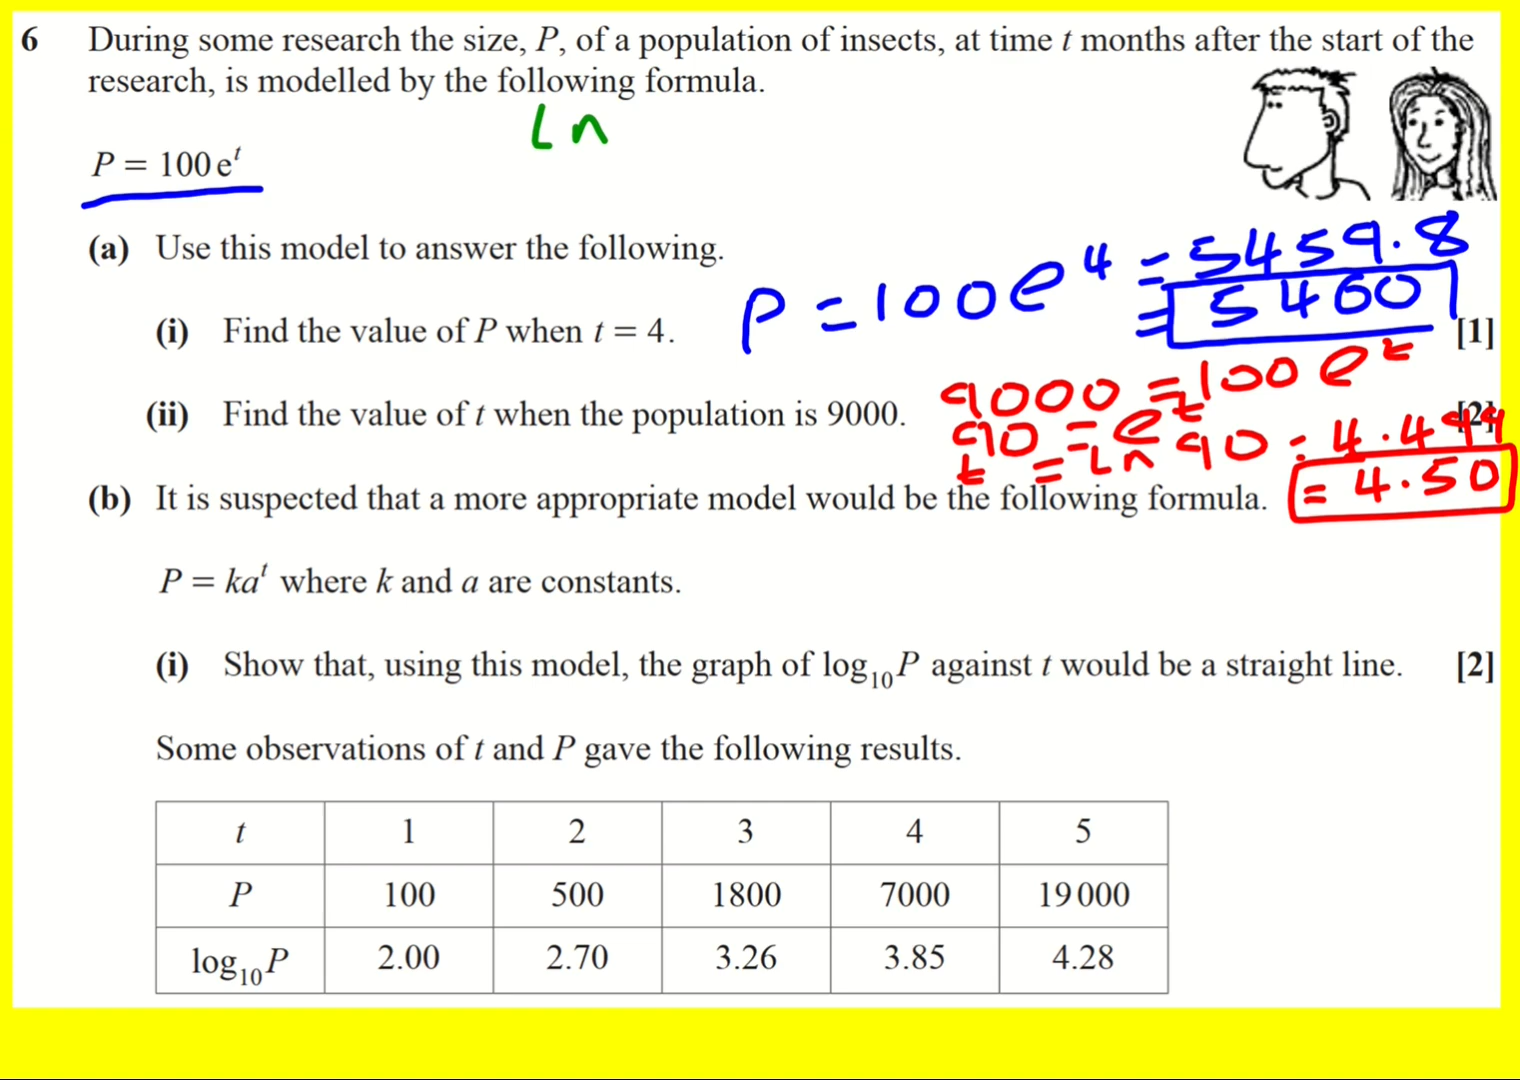 6 During some research the size, P, of a population of insects, at time t months after the start of the
research, is modelled by the following formula.
Ln
P = 100e^t
(a) Use this model to answer the following.
P = 100e^4 = 5459.8
= 5460
(i) Find the value of P when t = 4. [1]
9000 = 100e^t
(ii) Find the value of t when the population is 9000. [2]
90 = e^t
t = Ln 90 = 4.499
= 4.50
(b) It is suspected that a more appropriate model would be the following formula.
P = ka^t where k and a are constants.
(i) Show that, using this model, the graph of log₁₀P against t would be a straight line. [2]
Some observations of t and P gave the following results.
t 1 2 3 4 5
P 100 500 1800 7000 19000
log₁₀P 2.00 2.70 3.26 3.85 4.28